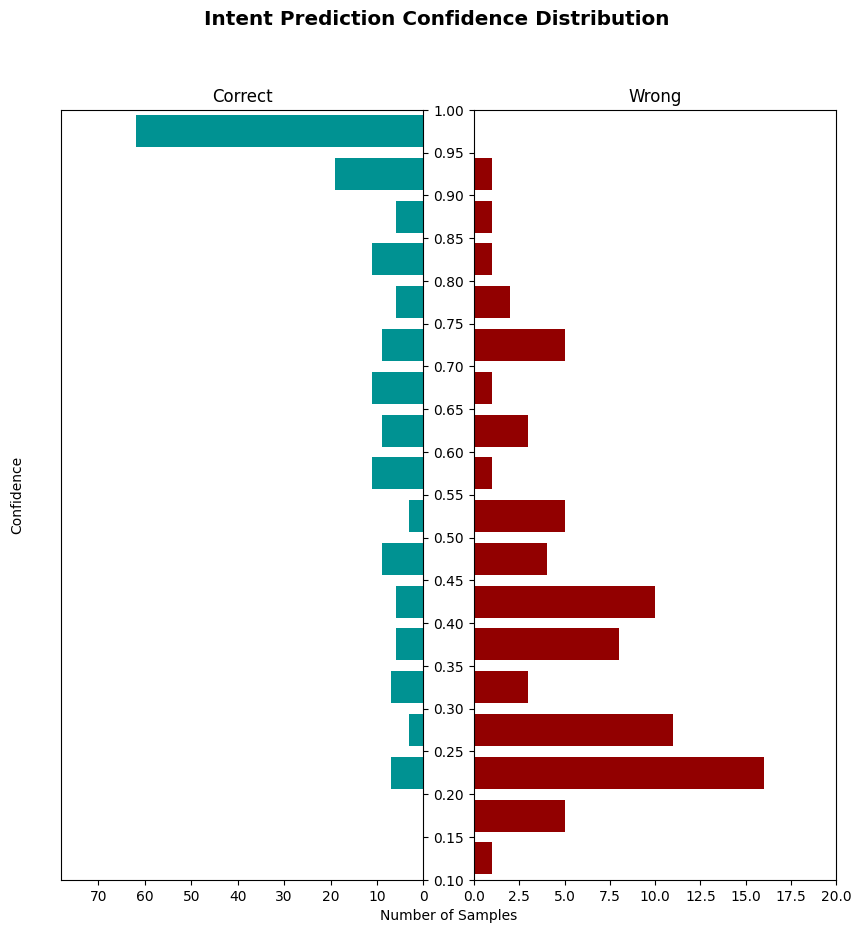 Intent Prediction Confidence Distribution
Correct
Wrong
1.00
0.95
0.90
0.85
0.80
0.75
0.70
0.65
0.60
0.55
0.50
0.45
0.40
0.35
0.30
0.25
0.20
0.15
0.10
Confidence
70 60 50 40 30 20 10 0
0.0 2.5 5.0 7.5 10.0 12.5 15.0 17.5 20.0
Number of Samples